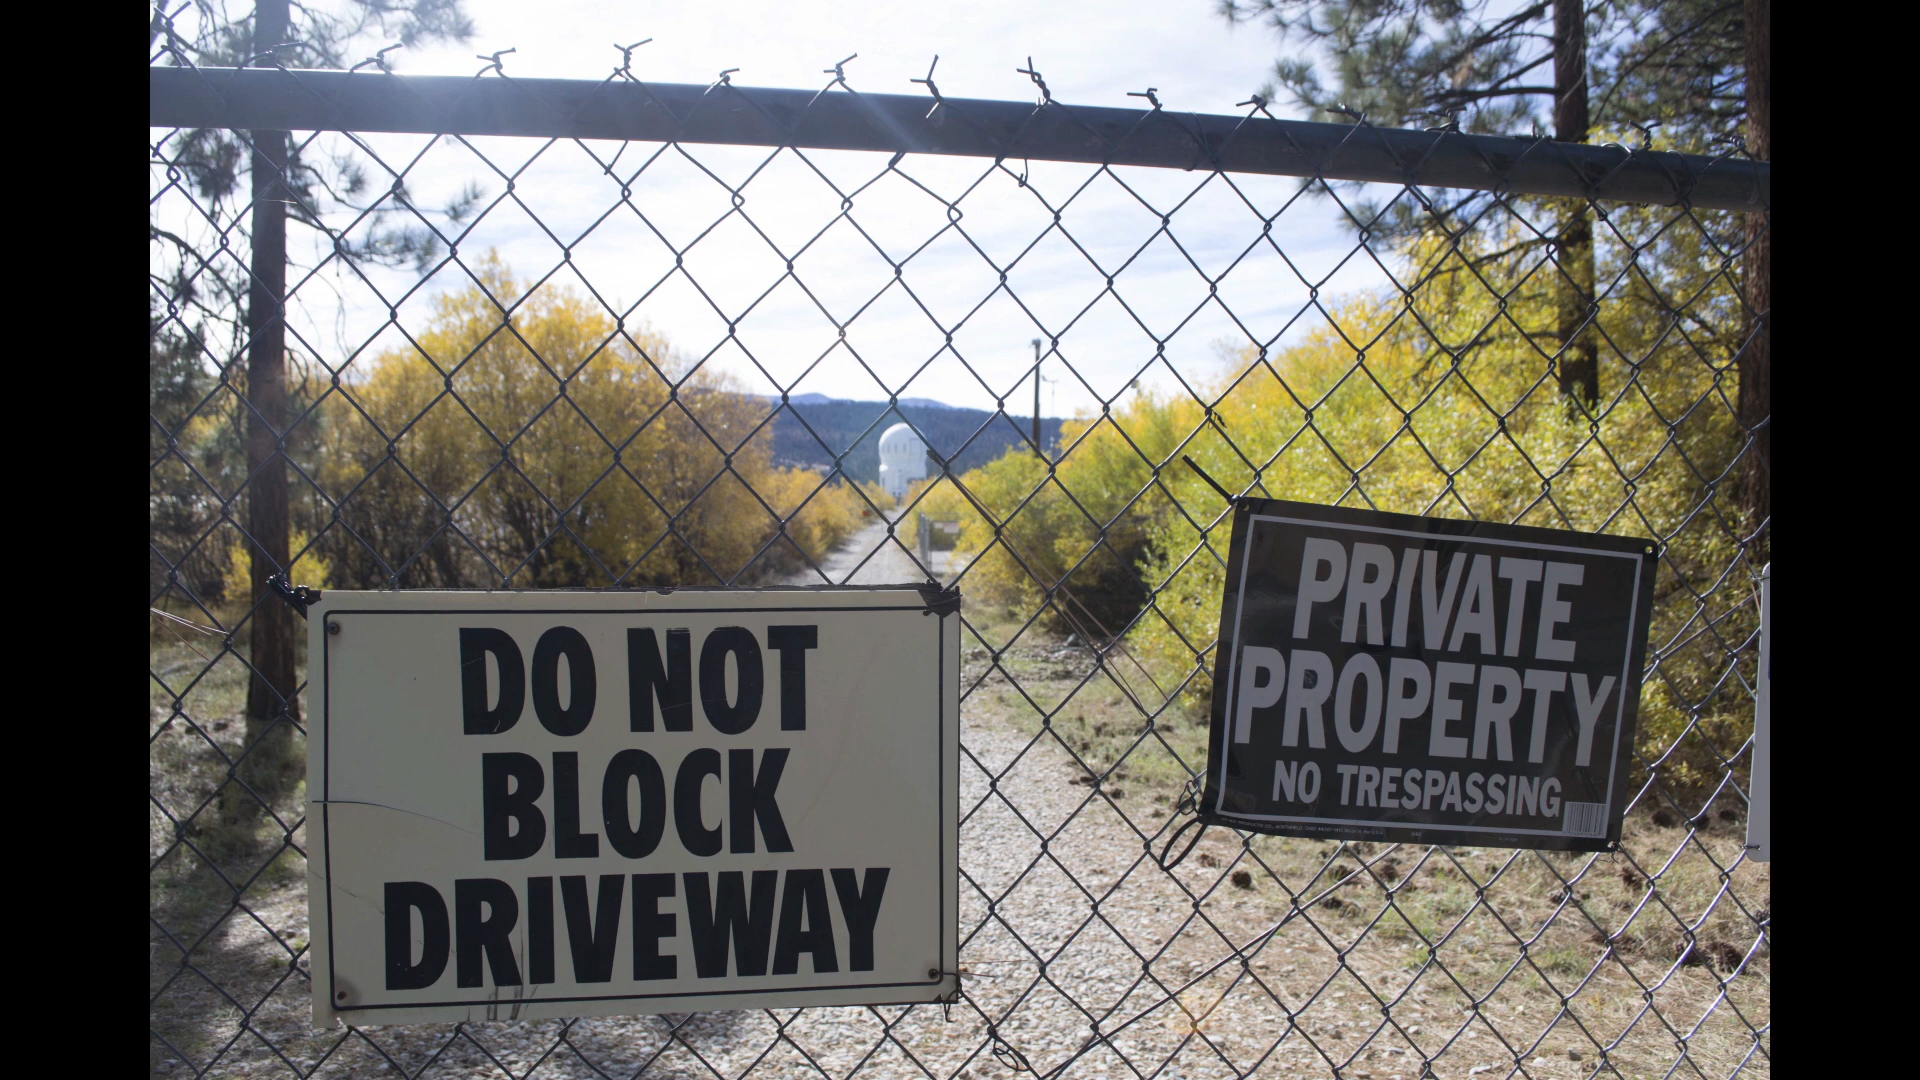 DO NOT
BLOCK
DRIVEWAY
PRIVATE
PROPERTY
NO TRESPASSING